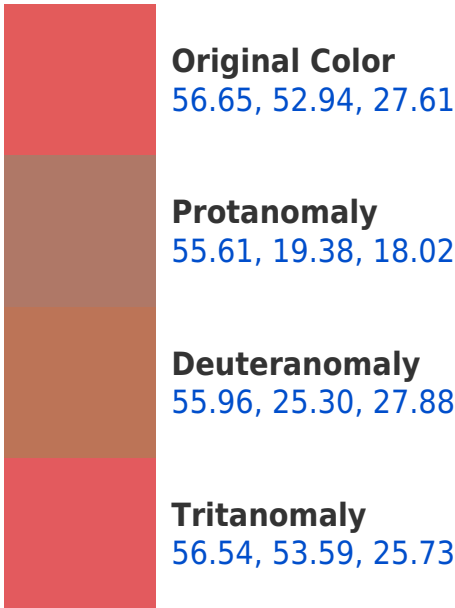 Original Color
56.65, 52.94, 27.61
Protanomaly
55.61, 19.38, 18.02
Deuteranomaly
55.96, 25.30, 27.88
Tritanomaly
56.54, 53.59, 25.73